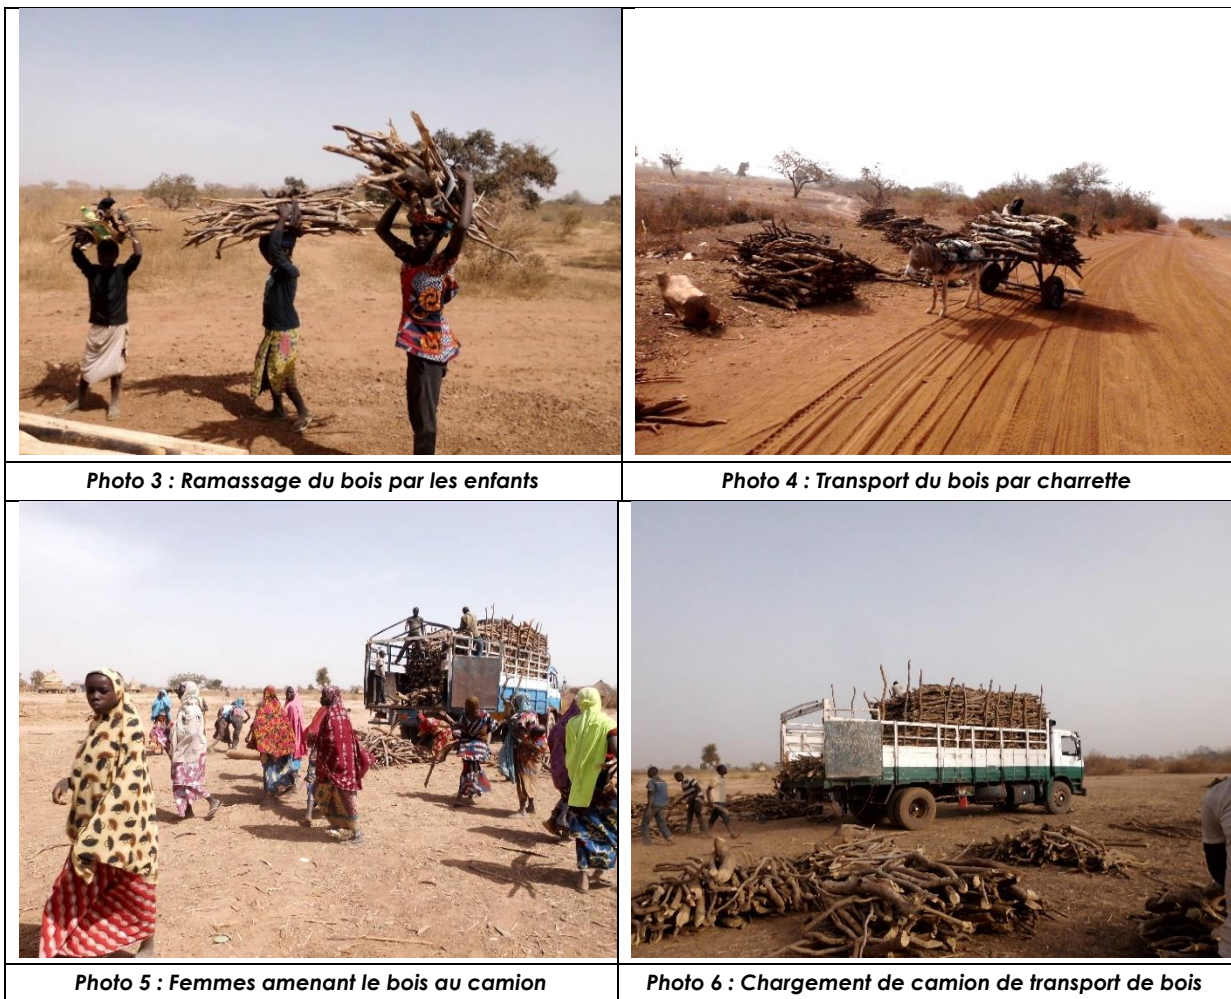 Photo 3 : Ramassage du bois par les enfants
Photo 4 : Transport du bois par charrette
Photo 5 : Femmes amenant le bois au camion
Photo 6 : Chargement de camion de transport de bois